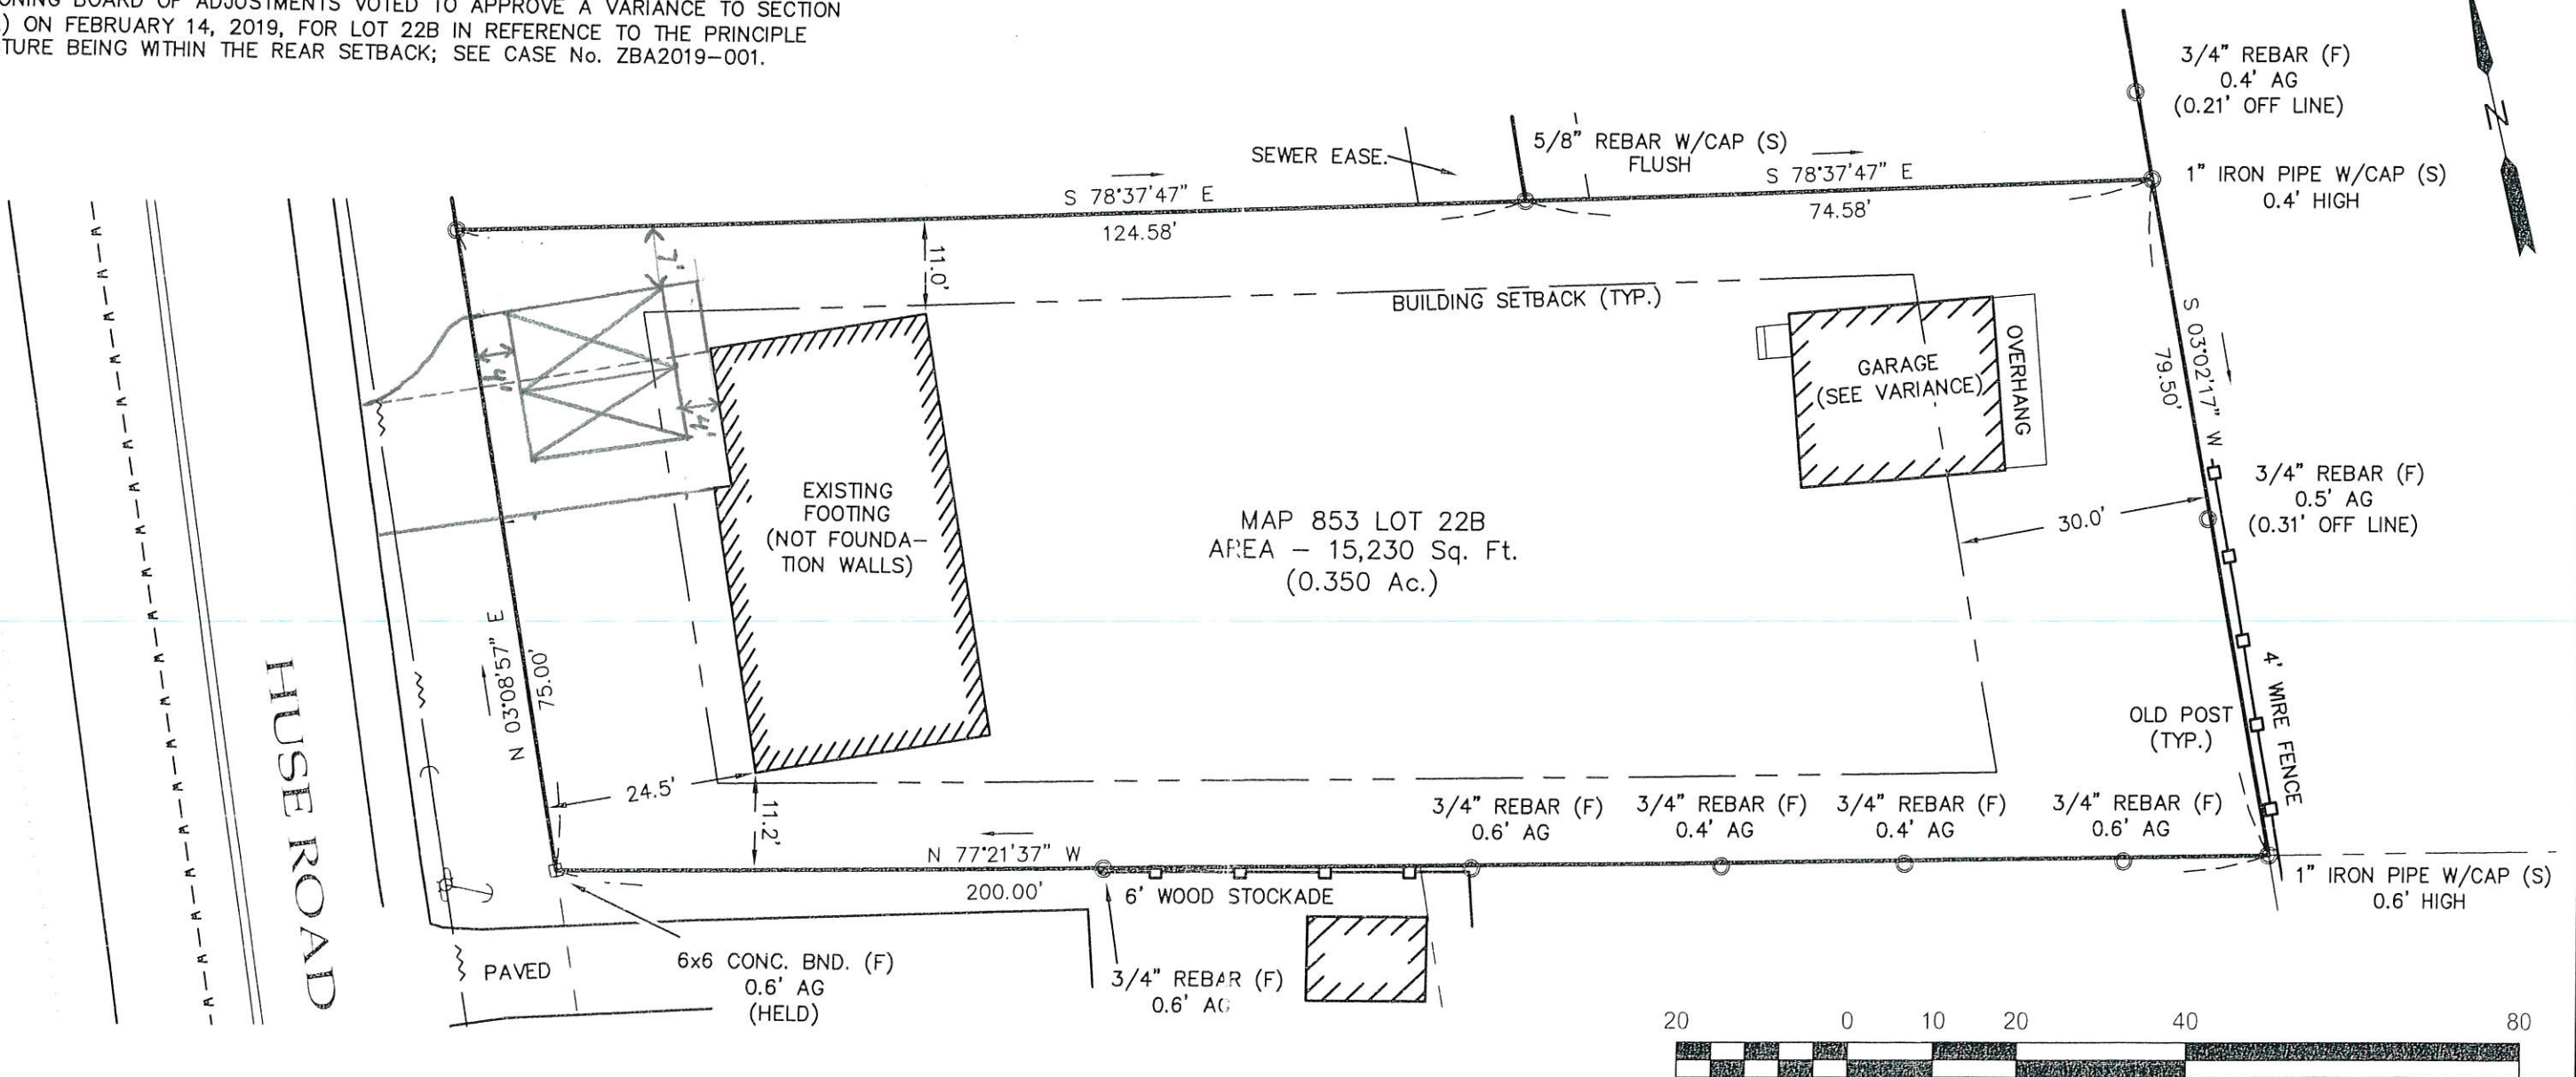 ONING BOARD OF ADJUSTMENTS VOTED TO APPROVE A VARIANCE TO SECTION
) ON FEBRUARY 14, 2019, FOR LOT 22B IN REFERENCE TO THE PRINCIPLE
TURE BEING WITHIN THE REAR SETBACK; SEE CASE No. ZBA2019-001.
3/4" REBAR (F)
0.4' AG
(0.21' OFF LINE)
N
SEWER EASE.
5/8" REBAR W/CAP (S)
FLUSH
S 78°37'47" E
124.58'
S 78°37'47" E
74.58'
1" IRON PIPE W/CAP (S)
0.4' HIGH
7'
11.0'
BUILDING SETBACK (TYP.)
4'
4'
GARAGE
(SEE VARIANCE)
OVERHANG
S 03°02'17" W
79.50'
EXISTING
FOOTING
(NOT FOUNDA-
TION WALLS)
MAP 853 LOT 22B
AREA - 15,230 Sq. Ft.
(0.350 Ac.)
30.0'
3/4" REBAR (F)
0.5' AG
(0.31' OFF LINE)
HUSE ROAD
N 03°08'57" E
75.00'
24.5'
11.2'
OLD POST
(TYP.)
4' WIRE FENCE
3/4" REBAR (F)
0.6' AG
3/4" REBAR (F)
0.4' AG
3/4" REBAR (F)
0.4' AG
3/4" REBAR (F)
0.6' AG
N 77°21'37" W
200.00'
6' WOOD STOCKADE
1" IRON PIPE W/CAP (S)
0.6' HIGH
PAVED
6x6 CONC. BND. (F)
0.6' AG
(HELD)
3/4" REBAR (F)
0.6' AG
20 0 10 20 40 80